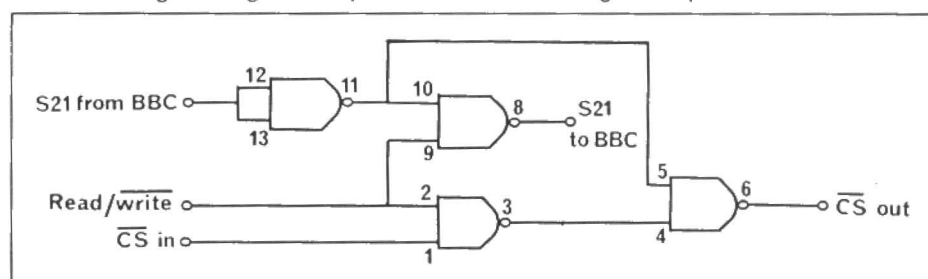 12
11
10
S21 from BBC
8
S21
to BBC
13
9
5
6
Read/write
2
3
CS out
4
CS in
1